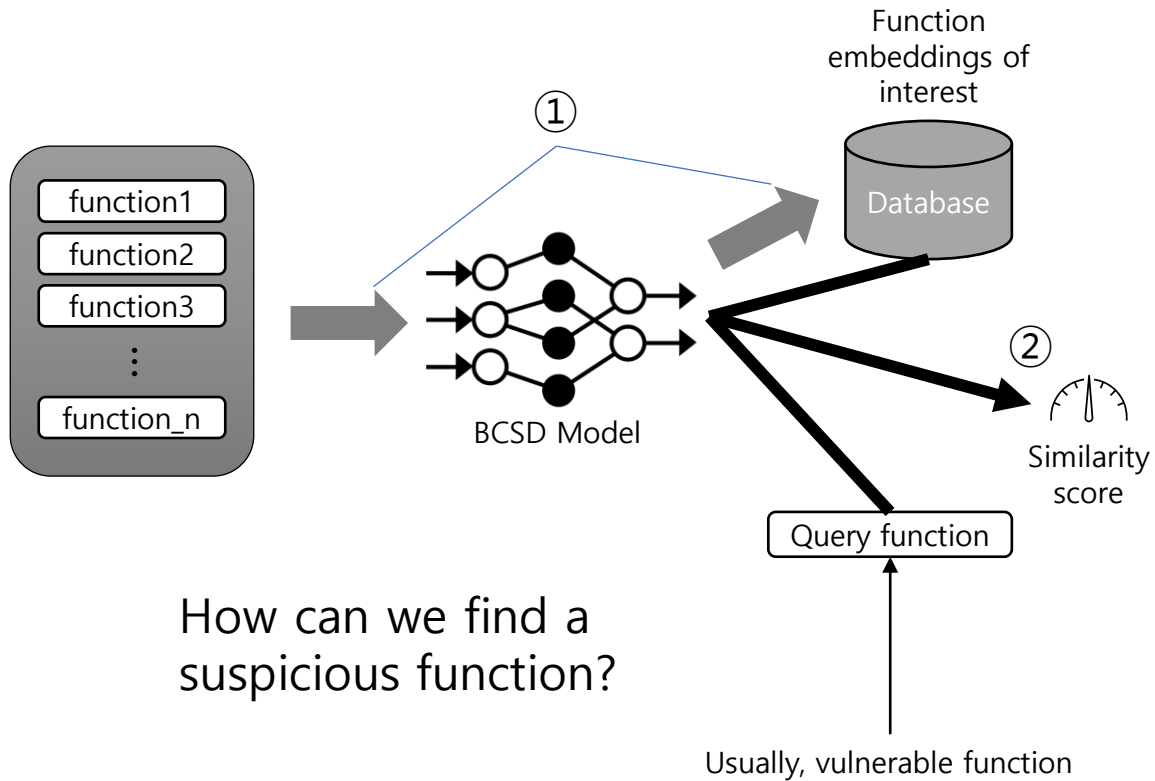 Function
embeddings of
interest
①
function1
function2
function3
⋮
function_n
Database
BCSD Model
②
Similarity
score
Query function
How can we find a
suspicious function?
Usually, vulnerable function